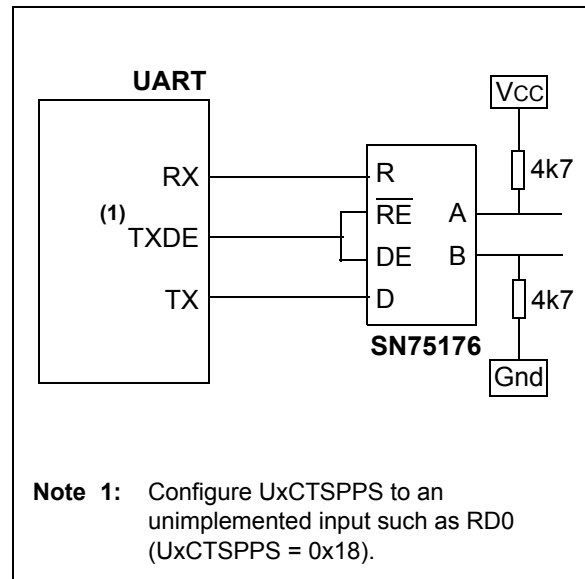 UART
VCC
RX
R
4k7
(1)
TXDE
RE
A
DE
B
TX
D
4k7
SN75176
Gnd
Note 1: Configure UxCTSPPS to an
unimplemented input such as RD0
(UxCTSPPS = 0x18).